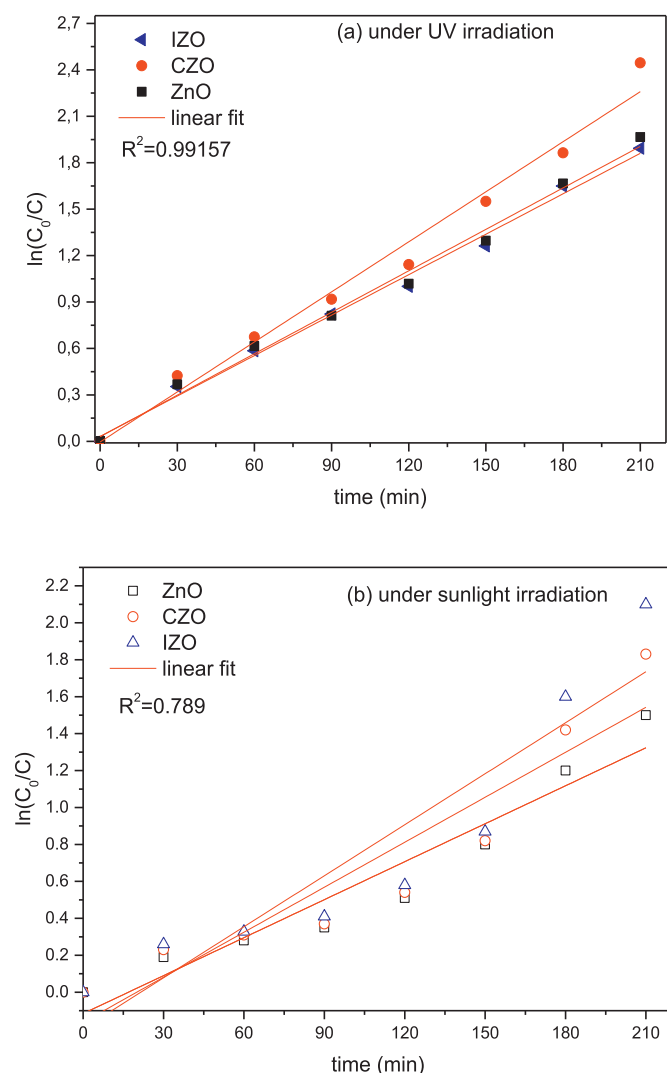 (a) under UV irradiation
IZO
CZO
ZnO
linear fit
R²=0.99157
2,7
2,4
2,1
1,8
1,5
1,2
0,9
0,6
0,3
0,0
ln(C₀/C)
0 30 60 90 120 150 180 210
time (min)
(b) under sunlight irradiation
ZnO
CZO
IZO
linear fit
R²=0.789
2.2
2.0
1.8
1.6
1.4
1.2
1.0
0.8
0.6
0.4
0.2
0.0
ln(C₀/C)
0 30 60 90 120 150 180 210
time (min)